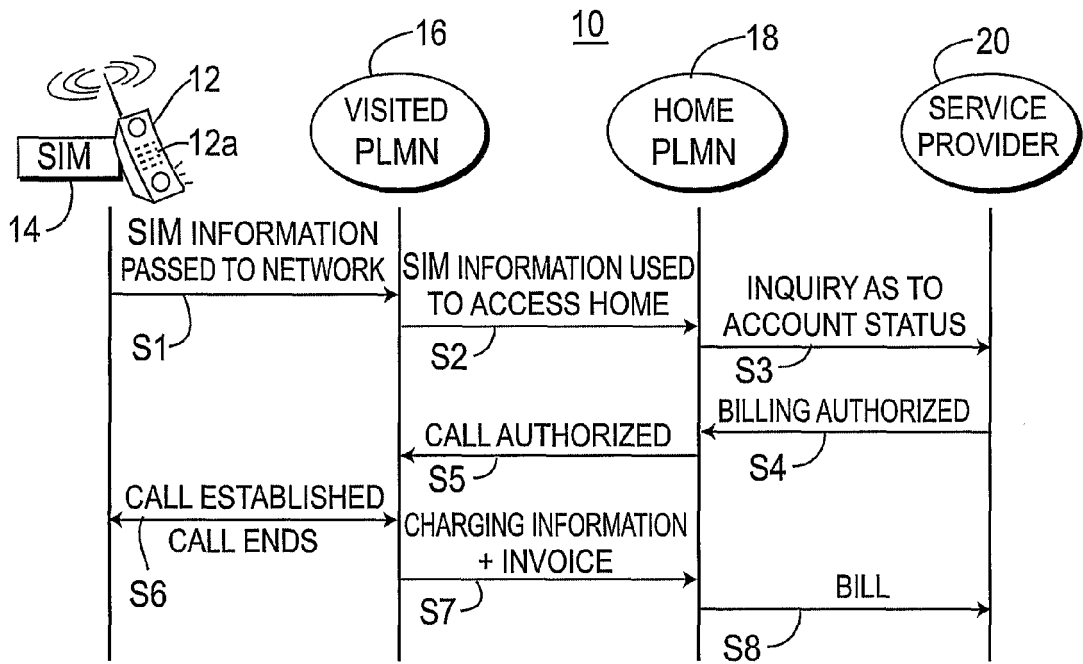 10
16
18
20
12
12a
SIM
14
VISITED
PLMN
HOME
PLMN
SERVICE
PROVIDER
SIM INFORMATION
PASSED TO NETWORK
S1
SIM INFORMATION USED
TO ACCESS HOME
S2
INQUIRY AS TO
ACCOUNT STATUS
S3
BILLING AUTHORIZED
S4
CALL AUTHORIZED
S5
CALL ESTABLISHED
CALL ENDS
S6
CHARGING INFORMATION
+ INVOICE
S7
BILL
S8